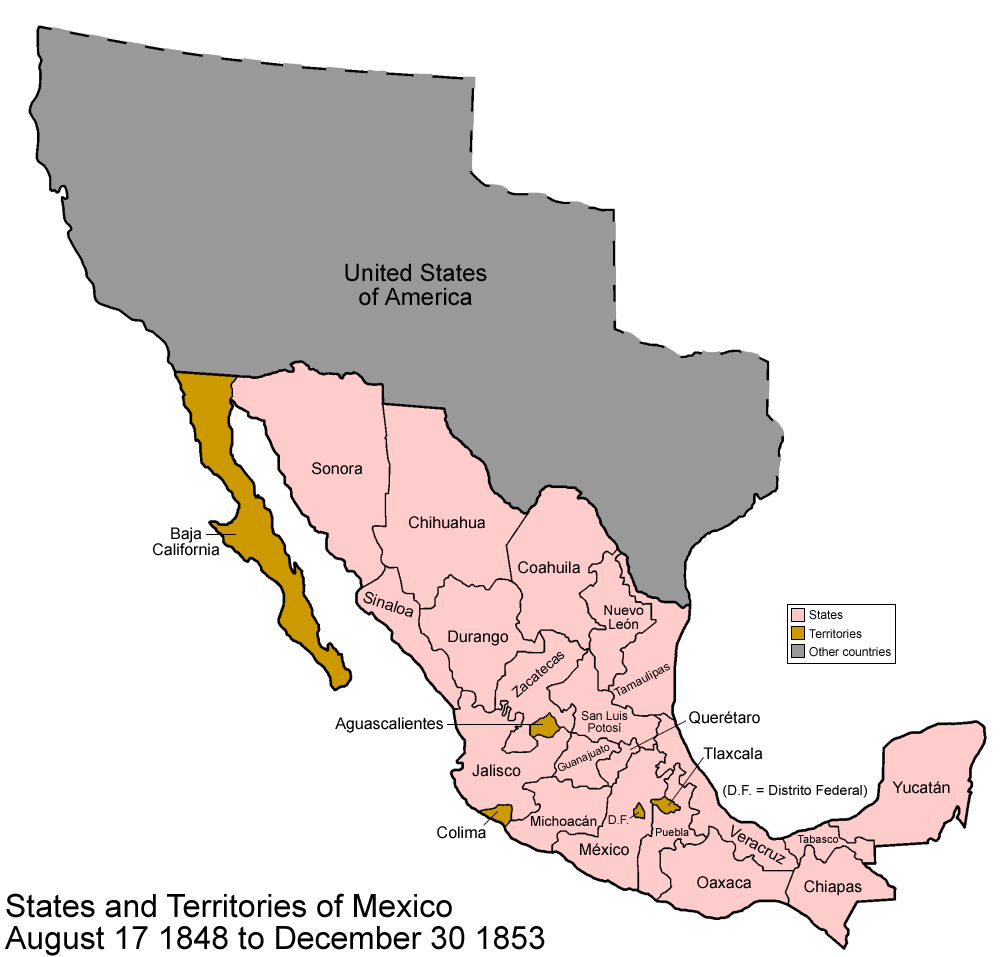 United States
of America
Sonora
Chihuahua
Baja
California
Coahuila
Sinaloa
Nuevo
León
Durango
States
Territories
Other countries
Zacatecas
Tamaulipas
Aguascalientes
San Luis
Potosí
Querétaro
Guanajuato
Tlaxcala
Jalisco
(D.F. = Distrito Federal)
Yucatán
Colima
Michoacán
D.F.
Puebla
Veracruz
Tabasco
México
Oaxaca
Chiapas
States and Territories of Mexico
August 17 1848 to December 30 1853